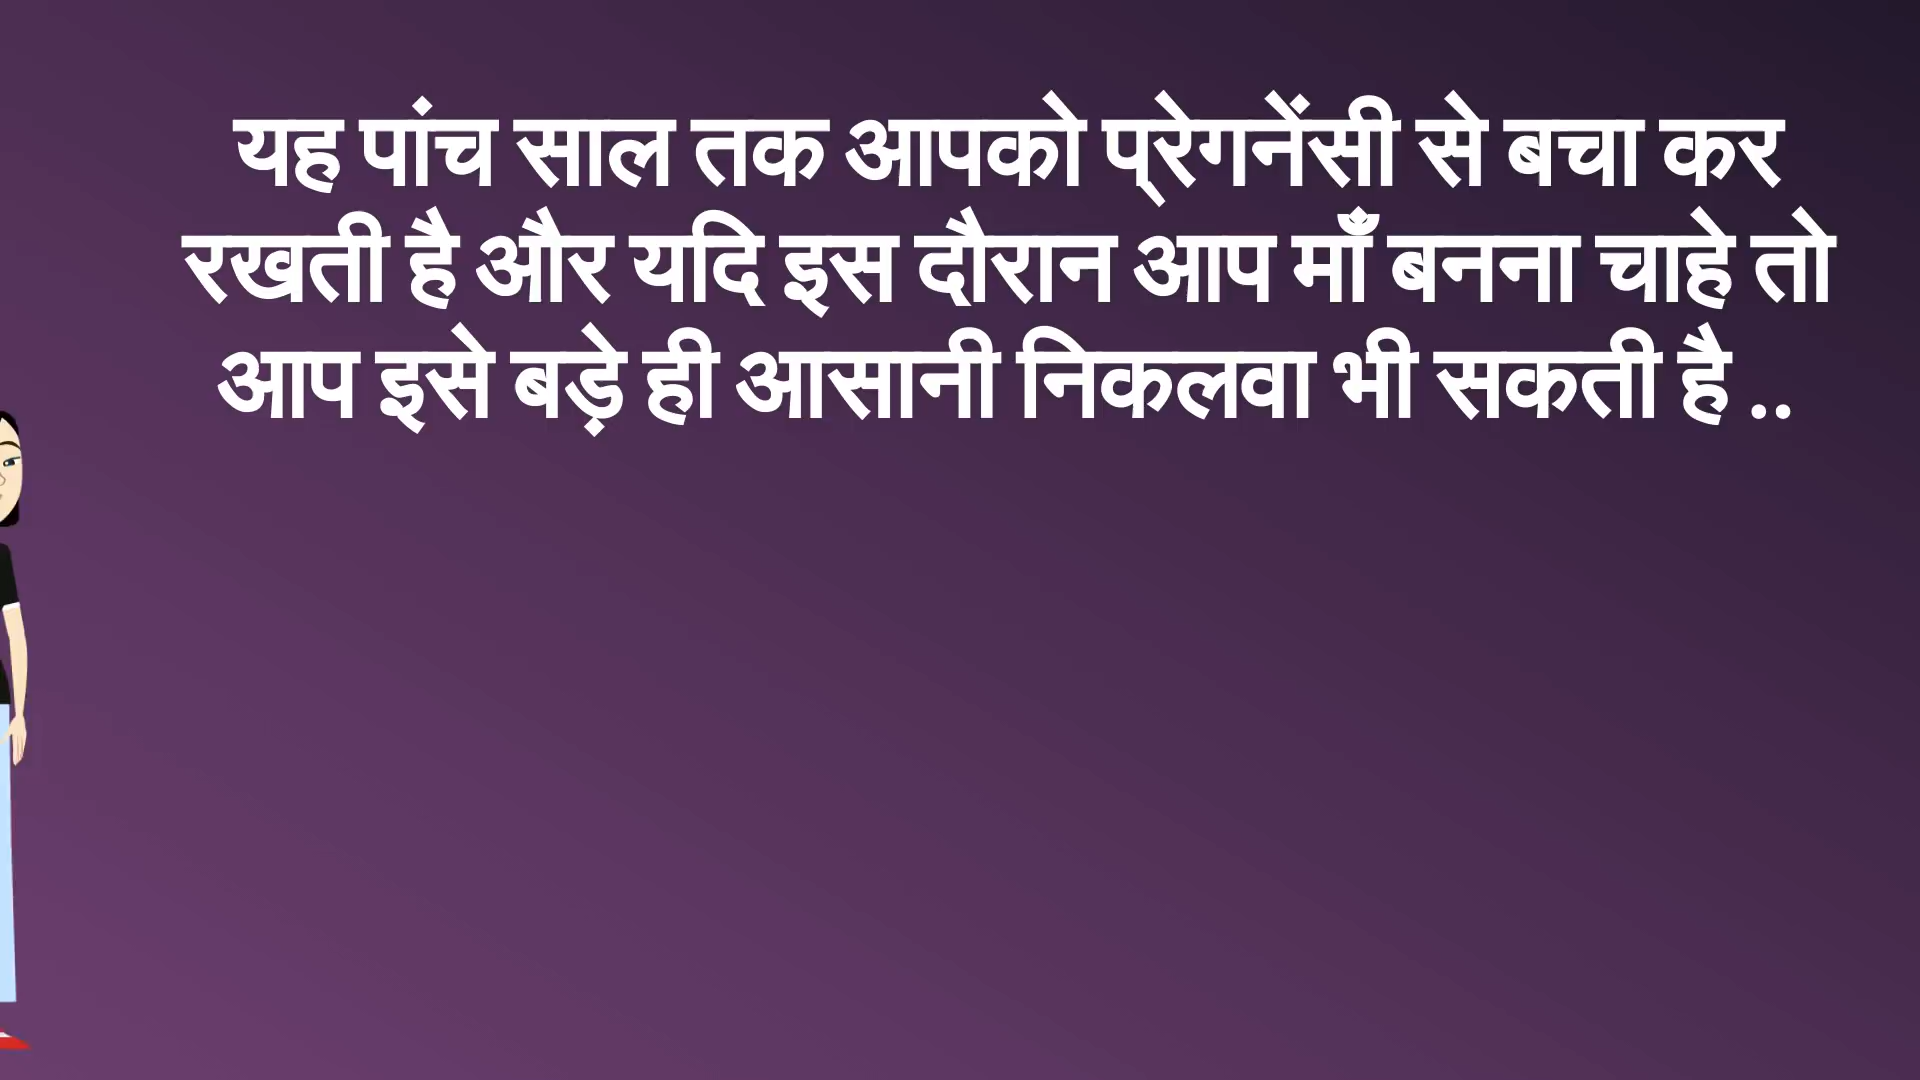 यह पांच साल तक आपको प्रेगनेंसी से बचा कर
रखती है और यदि इस दौरान आप माँ बनना चाहे तो
आप इसे बड़े ही आसानी निकलवा भी सकती है ..